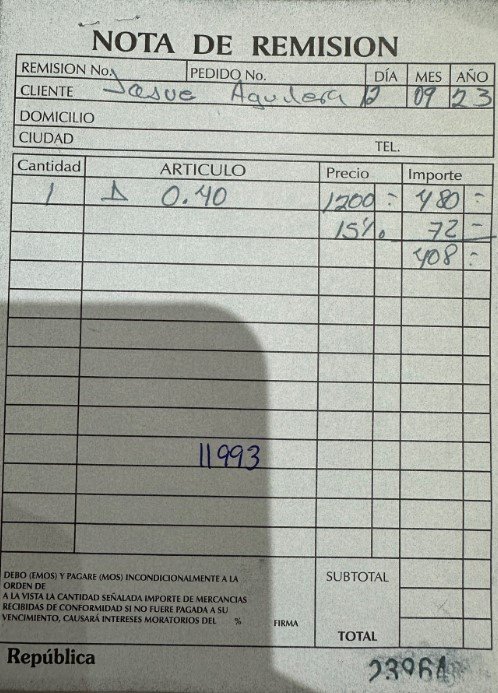 NOTA DE REMISION
REMISION No. PEDIDO No. DÍA MES AÑO
CLIENTE Josue Aguilera 12 09 23
DOMICILIO
CIUDAD TEL.
Cantidad ARTICULO Precio Importe
1 Δ 0.40 1200 = 480 =
15% 72 =
408 =
11993
DEBO (EMOS) Y PAGARE (MOS) INCONDICIONALMENTE A LA
ORDEN DE
A LA VISTA LA CANTIDAD SEÑALADA IMPORTE DE MERCANCIAS
RECIBIDAS DE CONFORMIDAD SI NO FUERE PAGADA A SU
VENCIMIENTO, CAUSARÁ INTERESES MORATORIOS DEL % FIRMA
SUBTOTAL
TOTAL
República
23964